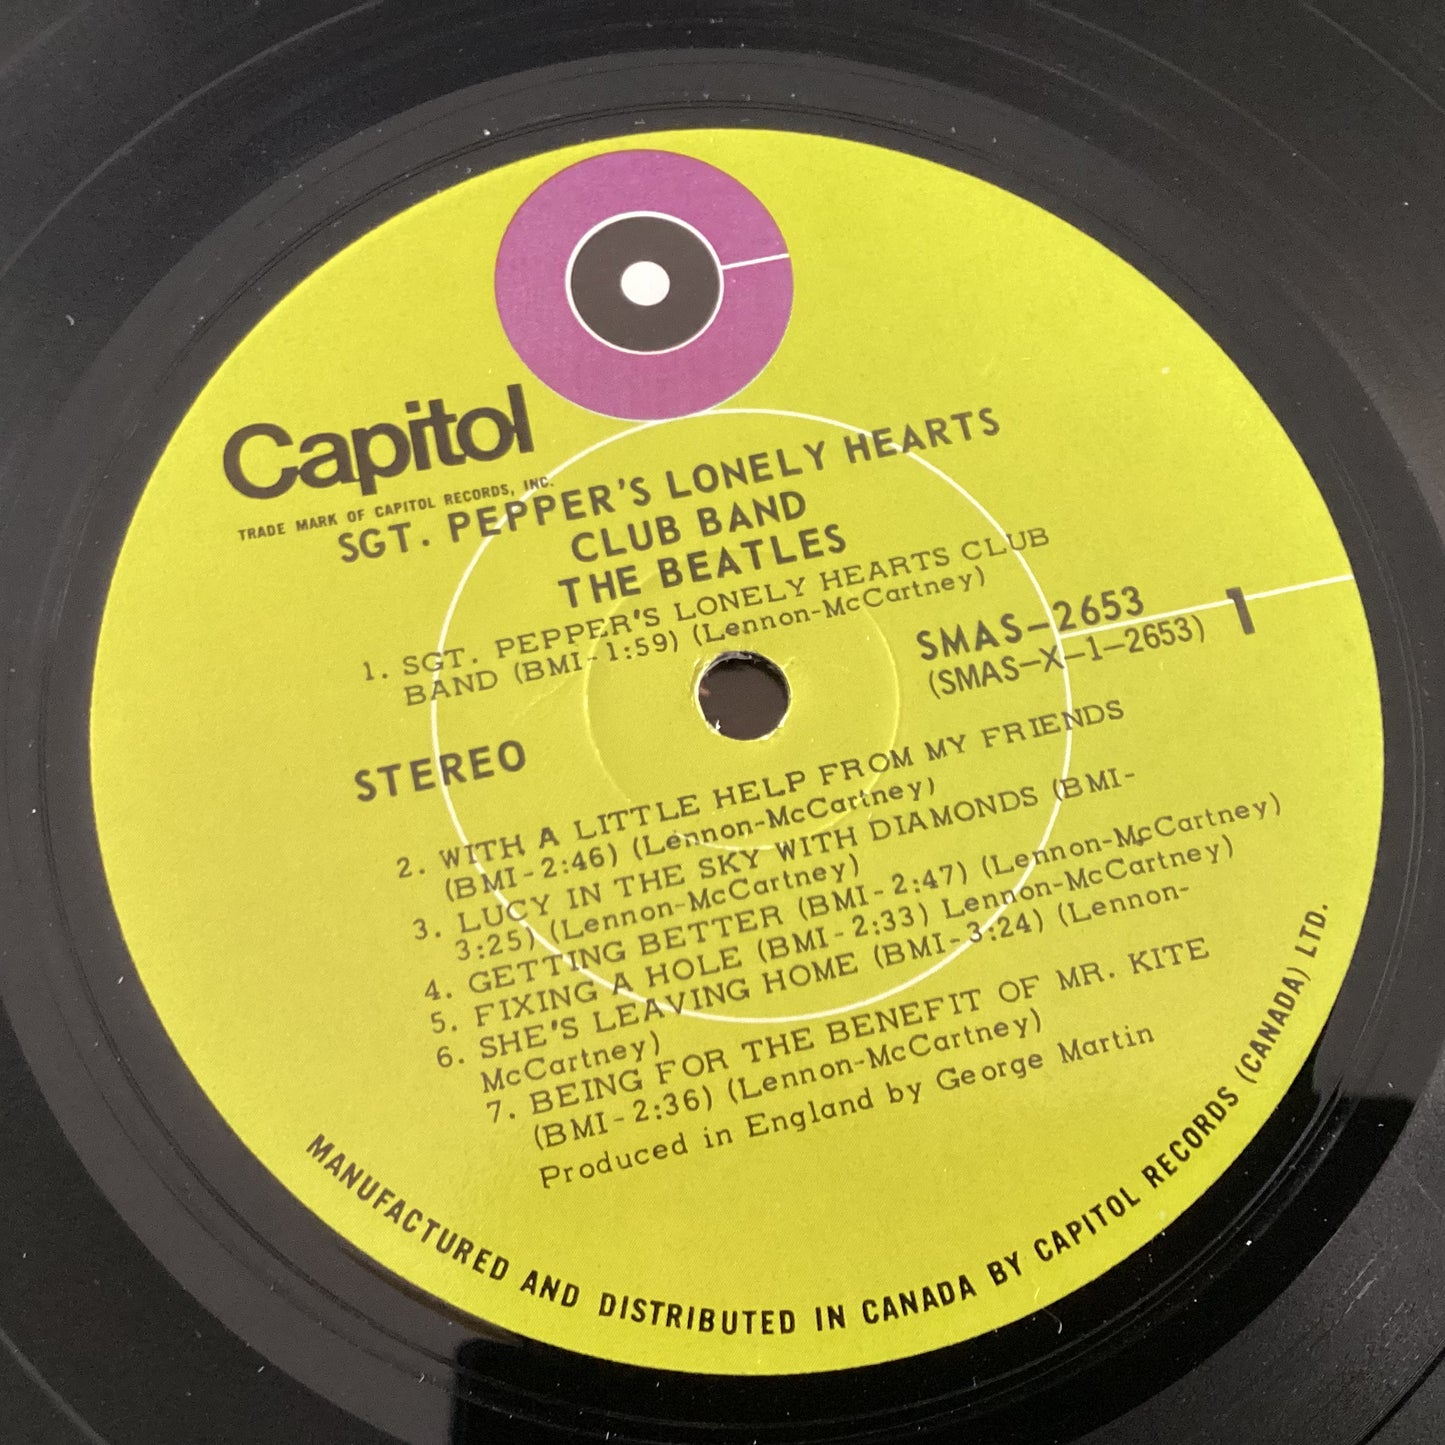 Capitol
TRADE MARK OF CAPITOL RECORDS, INC.
SGT. PEPPER'S LONELY HEARTS
CLUB BAND
THE BEATLES
1. SGT. PEPPER'S LONELY HEARTS CLUB
BAND (BMI-1:59) (Lennon-McCartney)
SMAS-2653
(SMAS-X-1-2653)
1
STEREO
2. WITH A LITTLE HELP FROM MY FRIENDS
(BMI-2:46) (Lennon-McCartney)
3. LUCY IN THE SKY WITH DIAMONDS (BMI-
3:25) (Lennon-McCartney)
4. GETTING BETTER (BMI-2:47) (Lennon-McCartney)
5. FIXING A HOLE (BMI-2:33) Lennon-McCartney)
6. SHE'S LEAVING HOME (BMI-3:24) (Lennon-
McCartney)
7. BEING FOR THE BENEFIT OF MR. KITE
(BMI-2:36) (Lennon-McCartney)
Produced in England by George Martin
MANUFACTURED AND DISTRIBUTED IN CANADA BY CAPITOL RECORDS (CANADA) LTD.